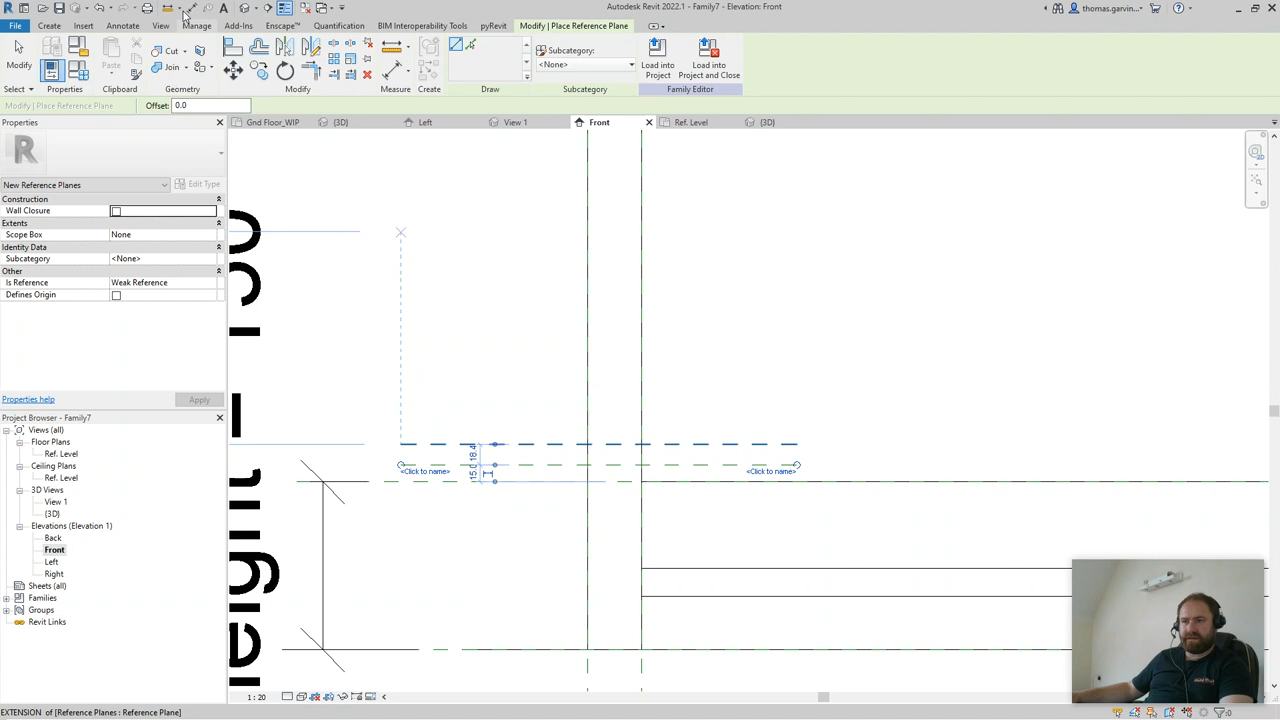 Autodesk Revit 2022.1 - Family7 - Elevation: Front
thomas.garvin...
File Create Insert Annotate View Manage Add-Ins Enscape™ Quantification BIM Interoperability Tools pyRevit Modify | Place Reference Plane
Modify
Paste
Cut
Join
Subcategory:
<None>
Load into
Project
Load into
Project and Close
Select Properties Clipboard Geometry Modify Measure Create Draw Subcategory Family Editor
Modify | Place Reference Plane Offset: 0.0
Properties
Gnd Floor_WIP {3D} Left View 1 Front Ref. Level {3D}
New Reference Planes Edit Type
Construction
Wall Closure
Extents
Scope Box None
Identity Data
Subcategory <None>
Other
Is Reference Weak Reference
Defines Origin
Properties help Apply
Project Browser - Family7
Views (all)
Floor Plans
Ref. Level
Ceiling Plans
Ref. Level
3D Views
View 1
{3D}
Elevations (Elevation 1)
Back
Front
Left
Right
Sheets (all)
Families
Groups
Revit Links
18.4
15.0
<Click to name> <Click to name>
1 : 20
EXTENSION of [Reference Planes : Reference Plane]
:0